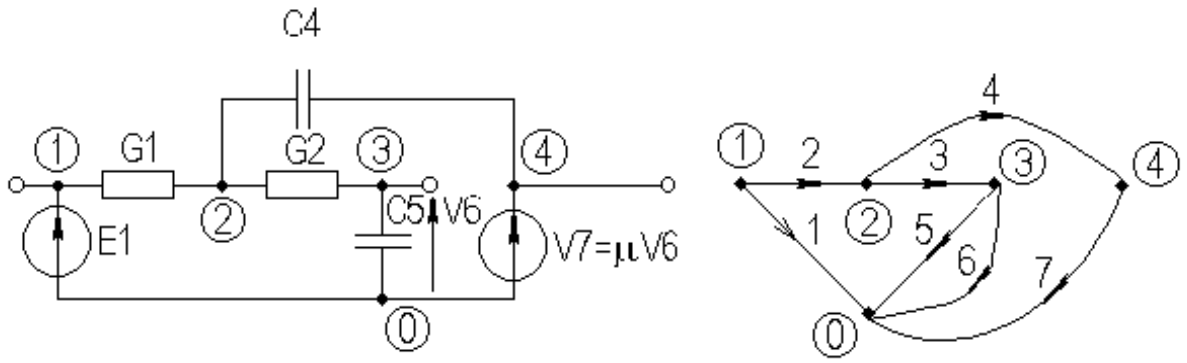 C4
① G1 G2 ③ ④
②
E1 C5 V6 V7=μV6
⓪
4
① 2 3 ③ ④
②
1 5 6 7
⓪